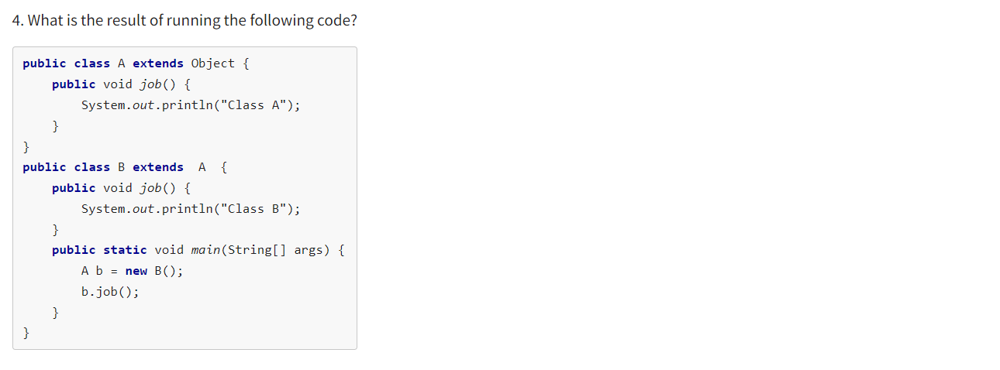 4. What is the result of running the following code?
public class A extends Object {
    public void job() {
        System.out.println("Class A");
    }
}
public class B extends  A  {
    public void job() {
        System.out.println("Class B");
    }
    public static void main(String[] args) {
        A b = new B();
        b.job();
    }
}